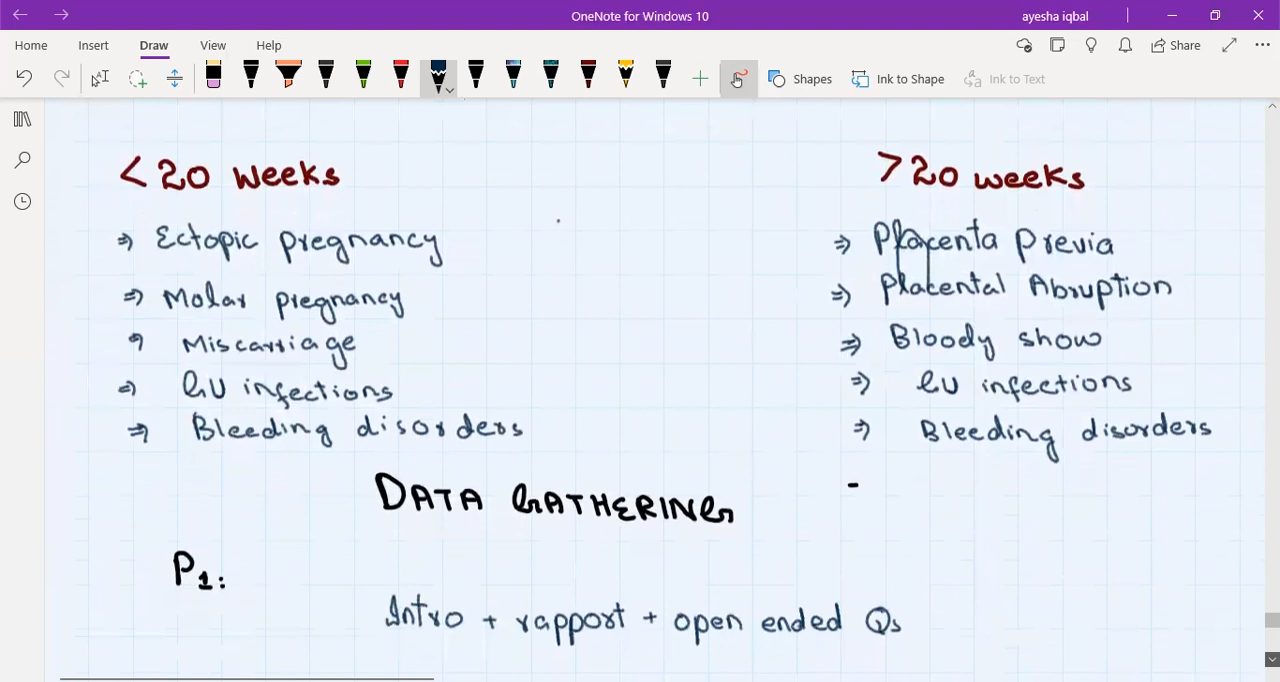 OneNote for Windows 10
ayesha iqbal
Home Insert Draw View Help
Share
Shapes Ink to Shape Ink to Text
< 20 weeks
⇒ Ectopic pregnancy
⇒ Molar pregnancy
Miscarriage
⇒ GU infections
⇒ Bleeding disorders
> 20 weeks
⇒ Placenta Previa
⇒ Placental Abruption
⇒ Bloody show
⇒ GU infections
⇒ Bleeding disorders
-
DATA GATHERING
P1:
Intro + rapport + open ended Qs